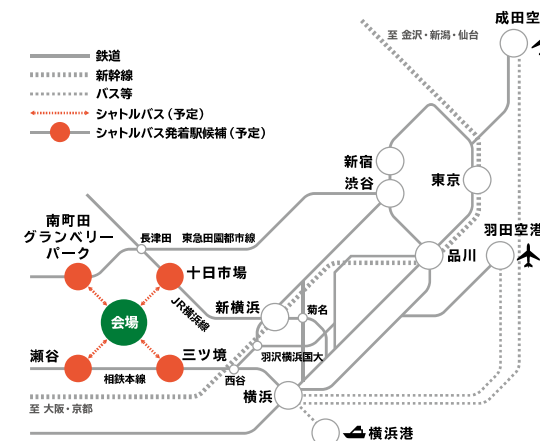 成田空
至 金沢・新潟・仙台
鉄道
新幹線
バス等
シャトルバス（予定）
シャトルバス発着駅候補（予定）
新宿
渋谷
東京
南町田
グランベリー
パーク
長津田
東急田園都市線
羽田空港
品川
十日市場
JR横浜線
新横浜
菊名
会場
羽沢横浜国大
瀬谷
三ツ境
相鉄本線
西谷
横浜
至 大阪・京都
横浜港